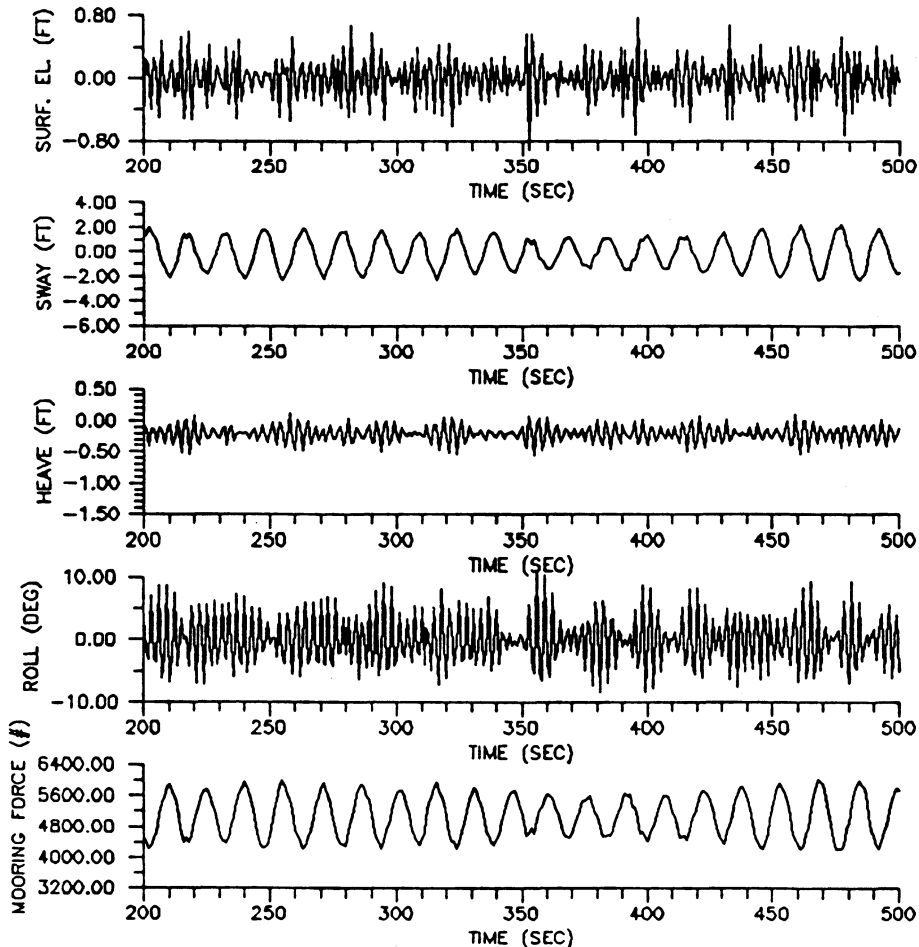 SURF. EL (FT)
0.80
0.00
-0.80
200 250 300 350 400 450 500
TIME (SEC)
SWAY (FT)
4.00
2.00
0.00
-2.00
-4.00
-6.00
200 250 300 350 400 450 500
TIME (SEC)
HEAVE (FT)
0.50
0.00
-0.50
-1.00
-1.50
200 250 300 350 400 450 500
TIME (SEC)
ROLL (DEG)
10.00
0.00
-10.00
200 250 300 350 400 450 500
TIME (SEC)
MOORING FORCE (#)
6400.00
5600.00
4800.00
4000.00
3200.00
200 250 300 350 400 450 500
TIME (SEC)